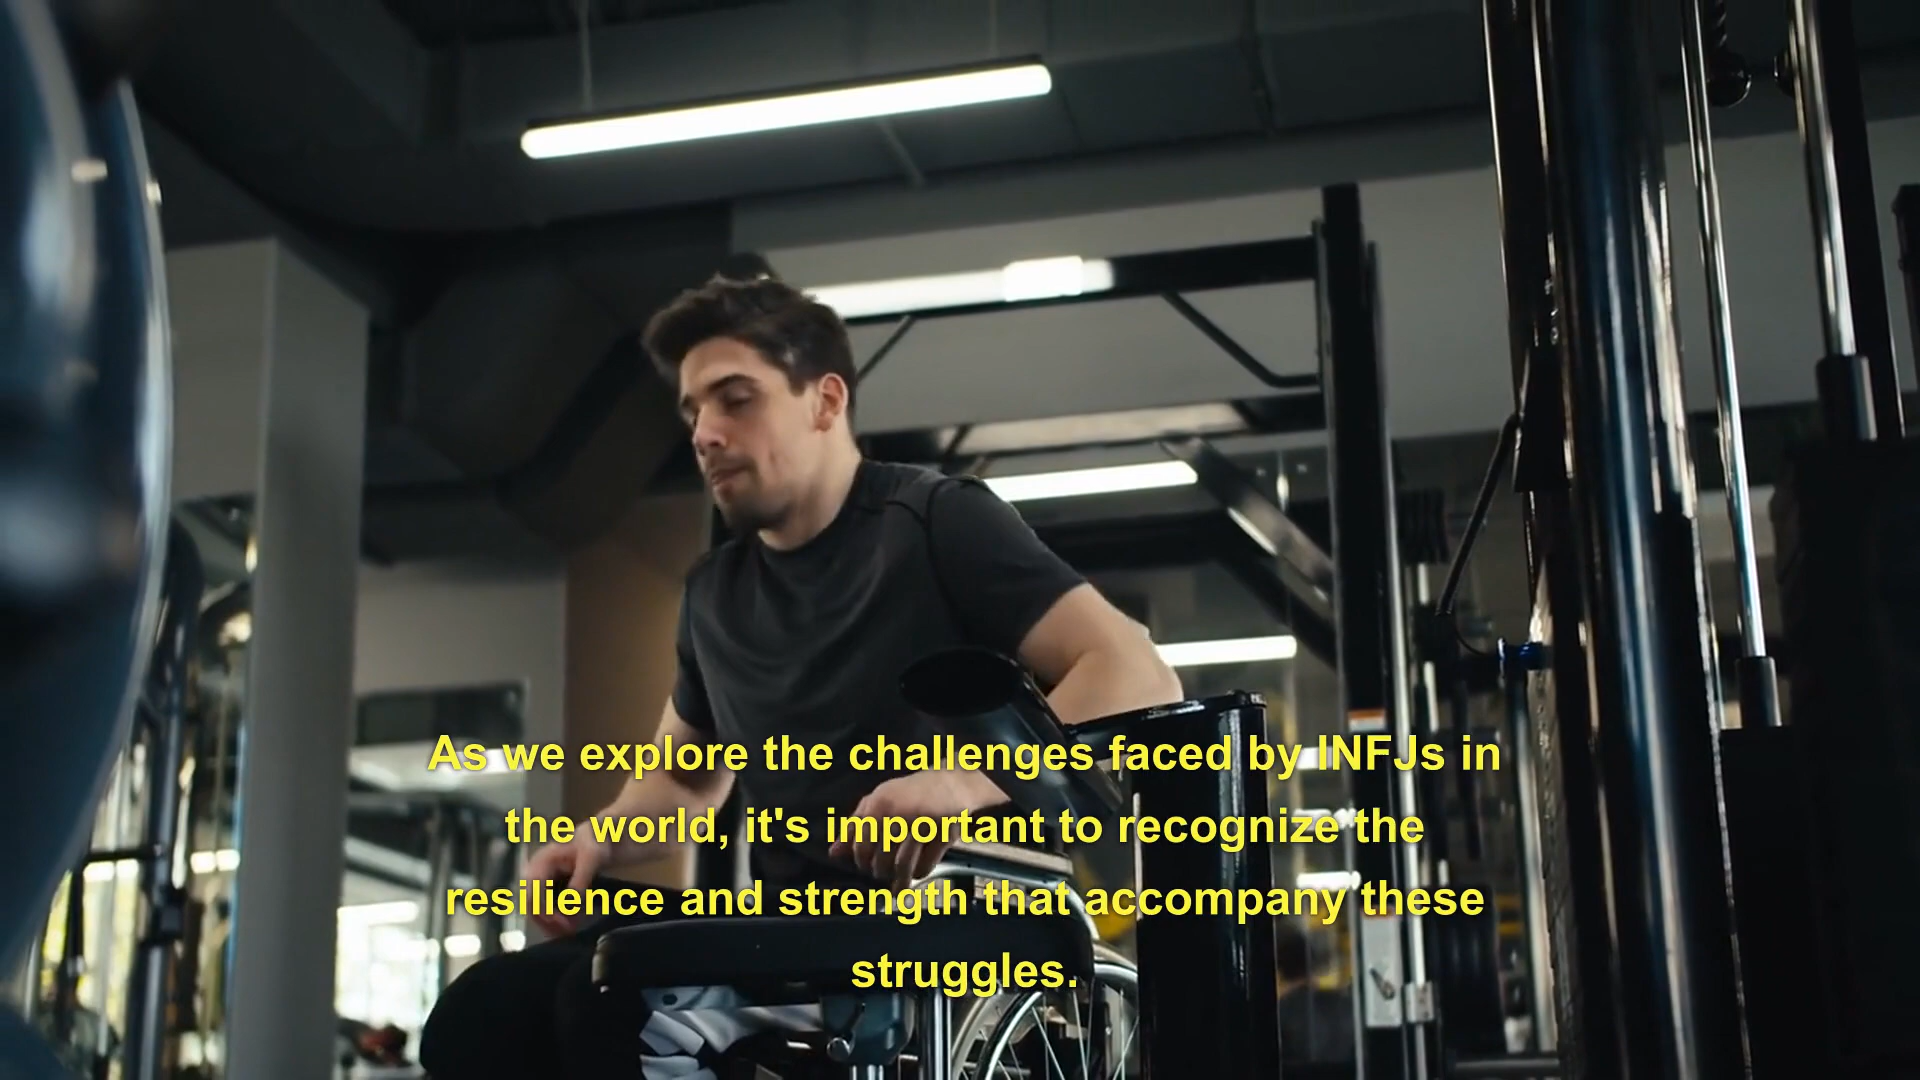 As we explore the challenges faced by INFJs in
the world, it's important to recognize the
resilience and strength that accompany these
struggles.